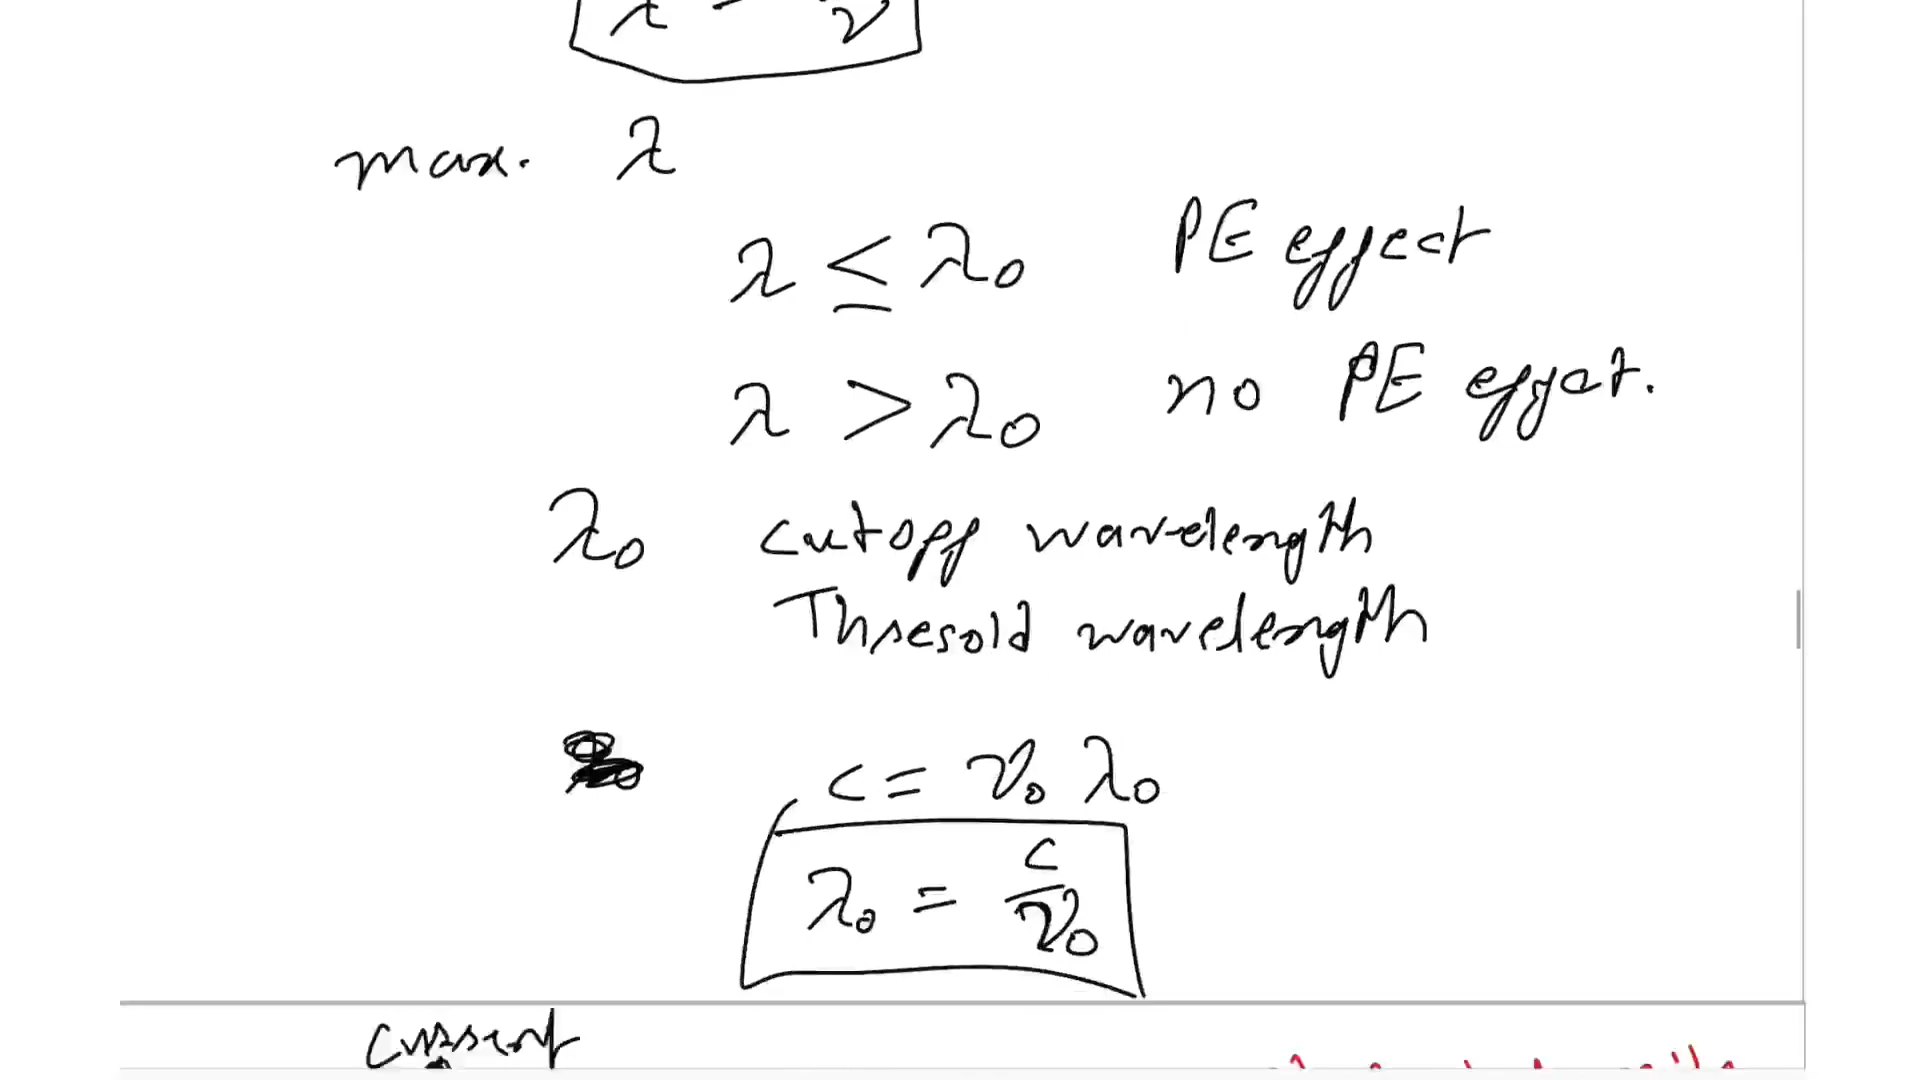 max. λ
λ ≤ λ₀ PE effect
λ > λ₀ no PE effect.
λ₀ cutoff wavelength
Thresold wavelength
c = ν₀ λ₀
λ₀ = c/ν₀
current